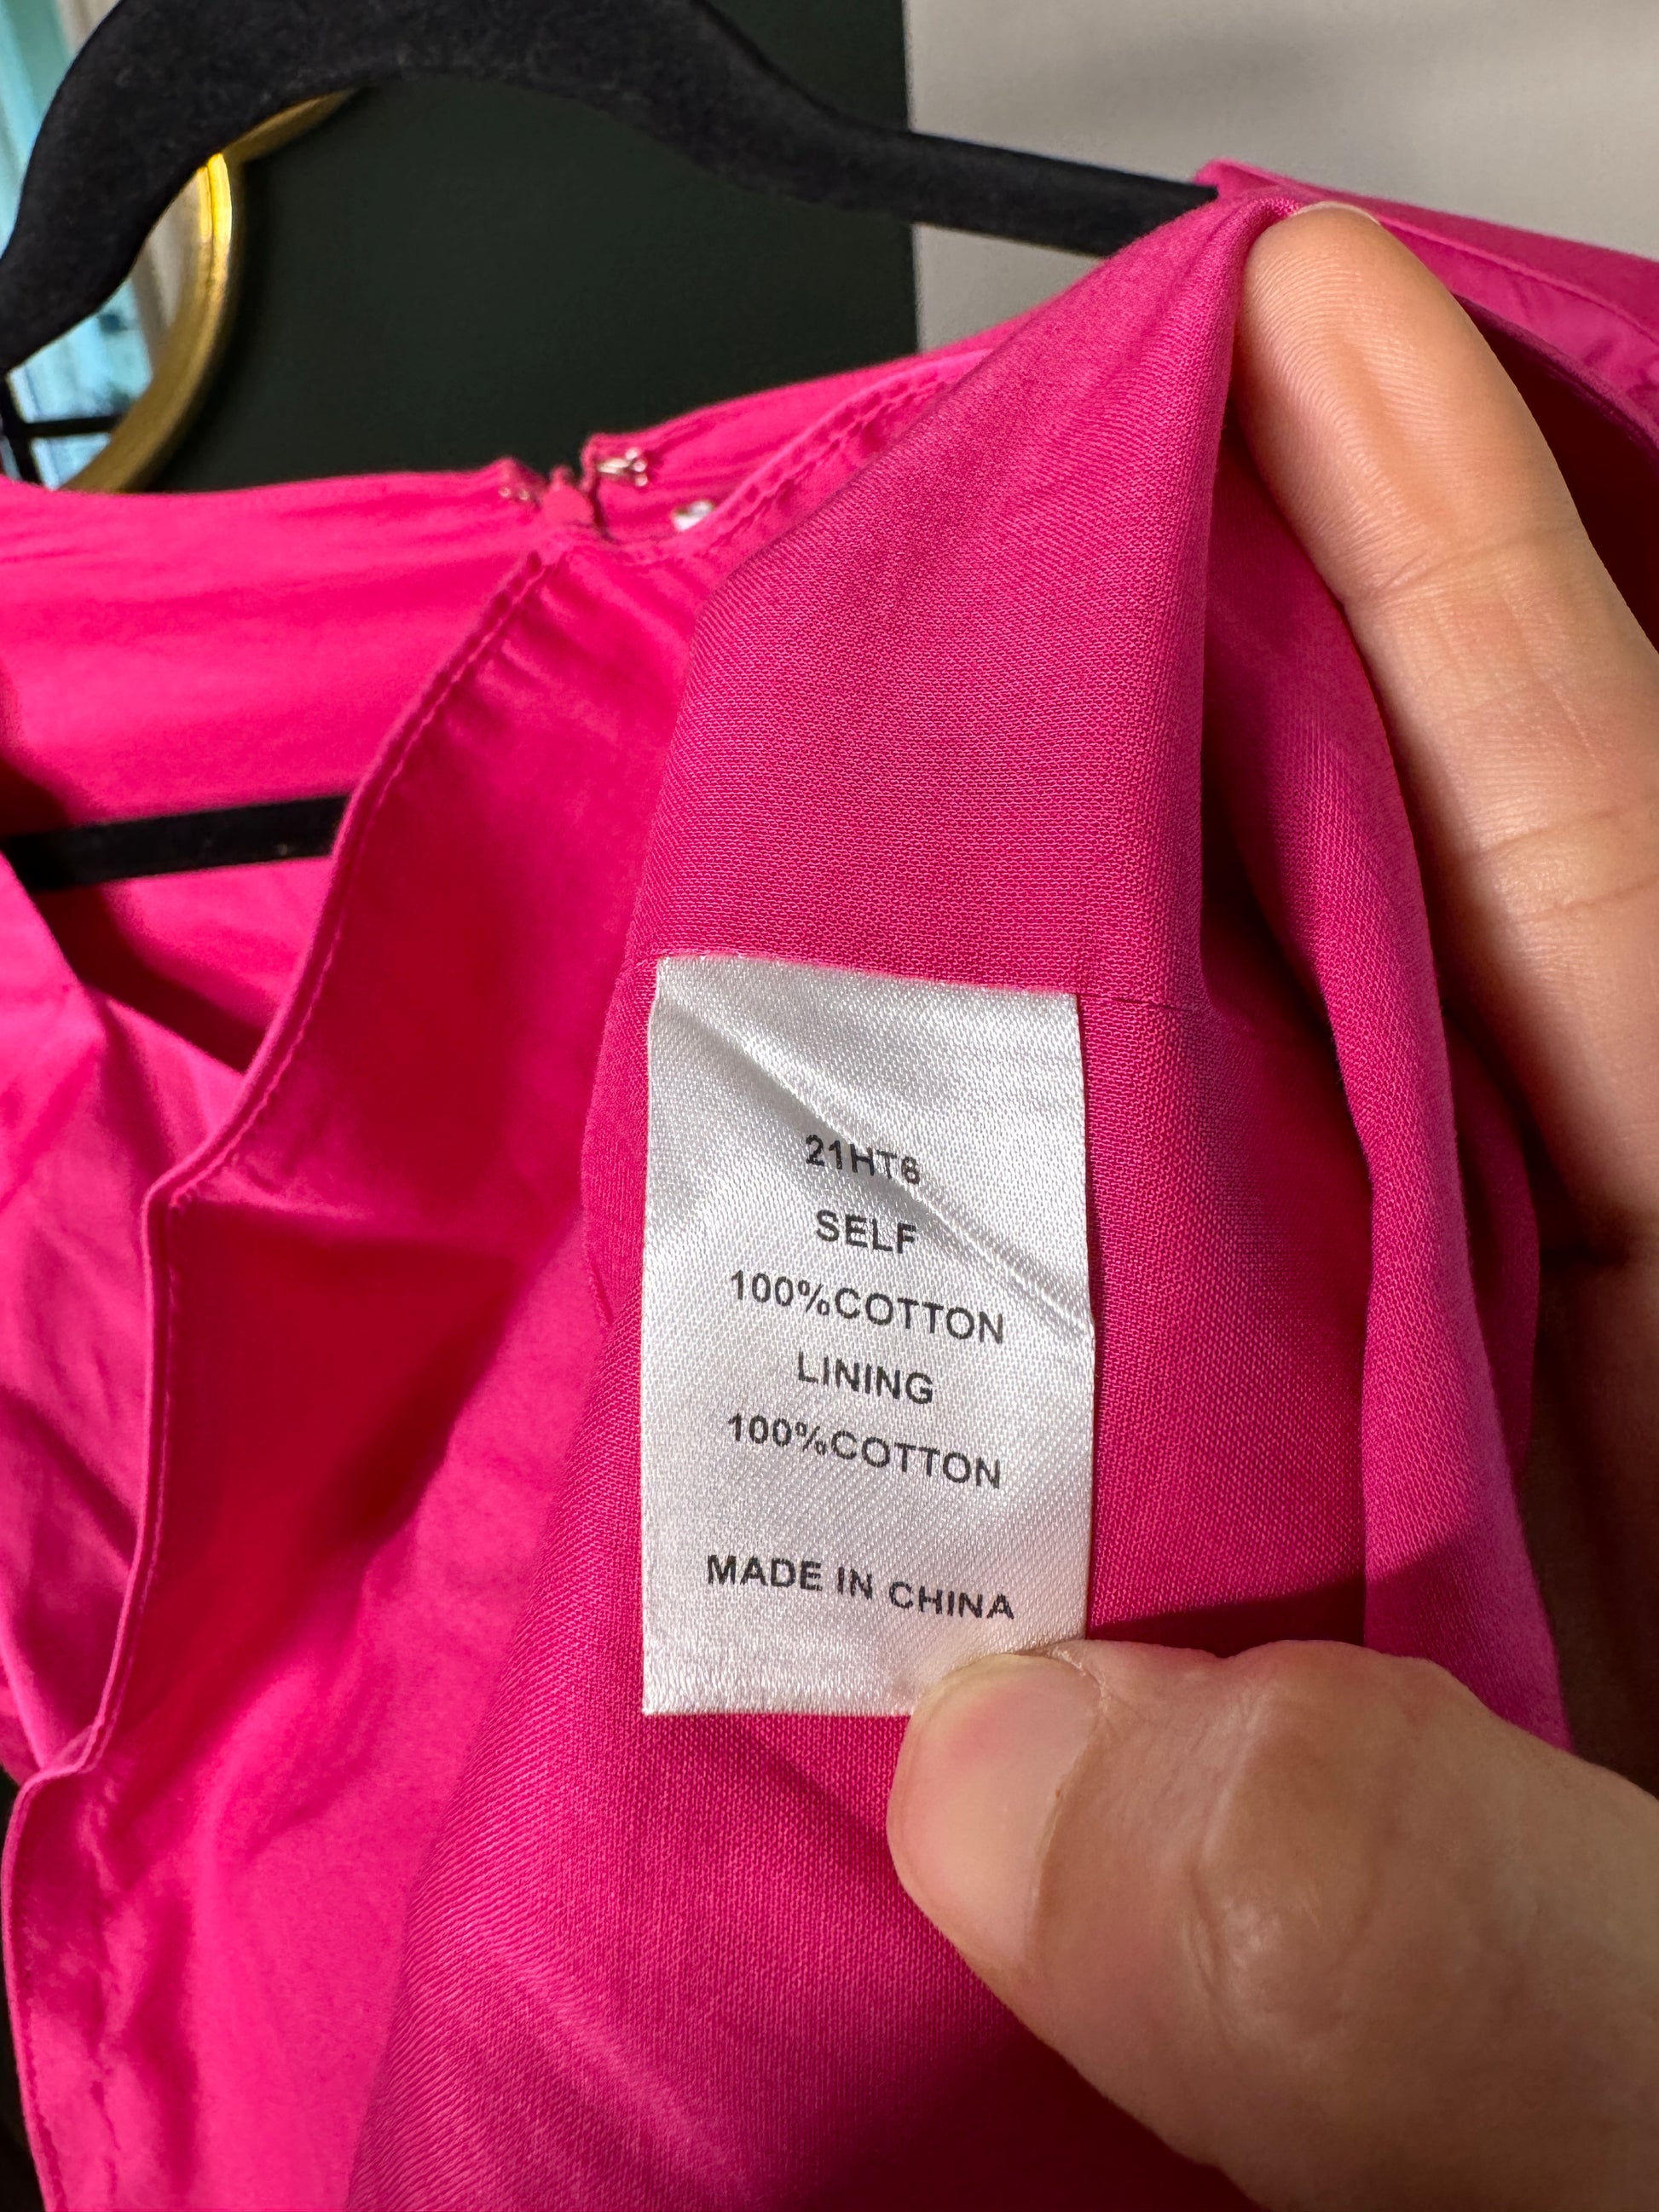 21HT6
SELF
100%COTTON
LINING
100%COTTON
MADE IN CHINA